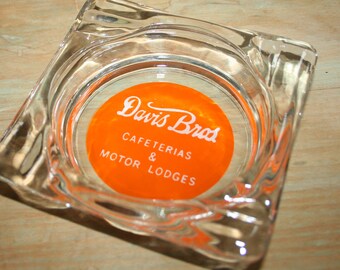 Davis Bros.
CAFETERIAS
&
MOTOR LODGES